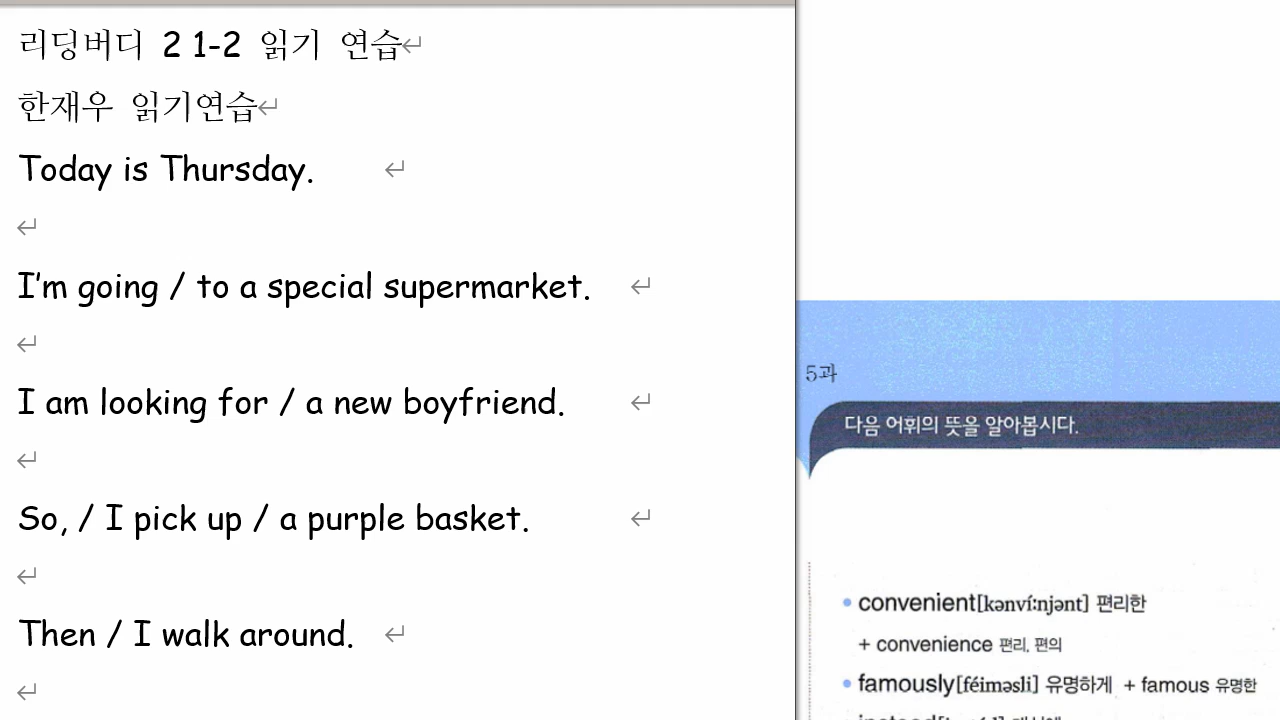 리딩버디 2 1-2 읽기 연습↵
한재우 읽기연습↵
Today is Thursday. ↵
↵
I'm going / to a special supermarket. ↵
↵
I am looking for / a new boyfriend. ↵
↵
So, / I pick up / a purple basket. ↵
↵
Then / I walk around. ↵
↵
5과
다음 어휘의 뜻을 알아봅시다.
• convenient[kənví:njənt] 편리한
+ convenience 편리, 편의
• famously[féiməsli] 유명하게 + famous 유명한